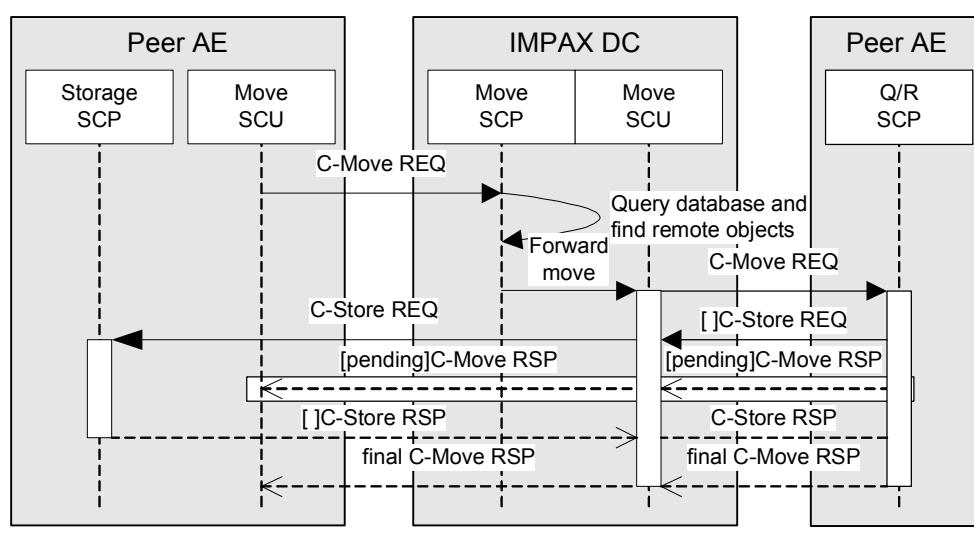 Peer AE
IMPAX DC
Peer AE
Storage
SCP
Move
SCU
Move
SCP
Move
SCU
Q/R
SCP
C-Move REQ
Query database and
find remote objects
Forward
move
C-Move REQ
C-Store REQ
[ ]C-Store REQ
[pending]C-Move RSP
[pending]C-Move RSP
[ ]C-Store RSP
C-Store RSP
final C-Move RSP
final C-Move RSP